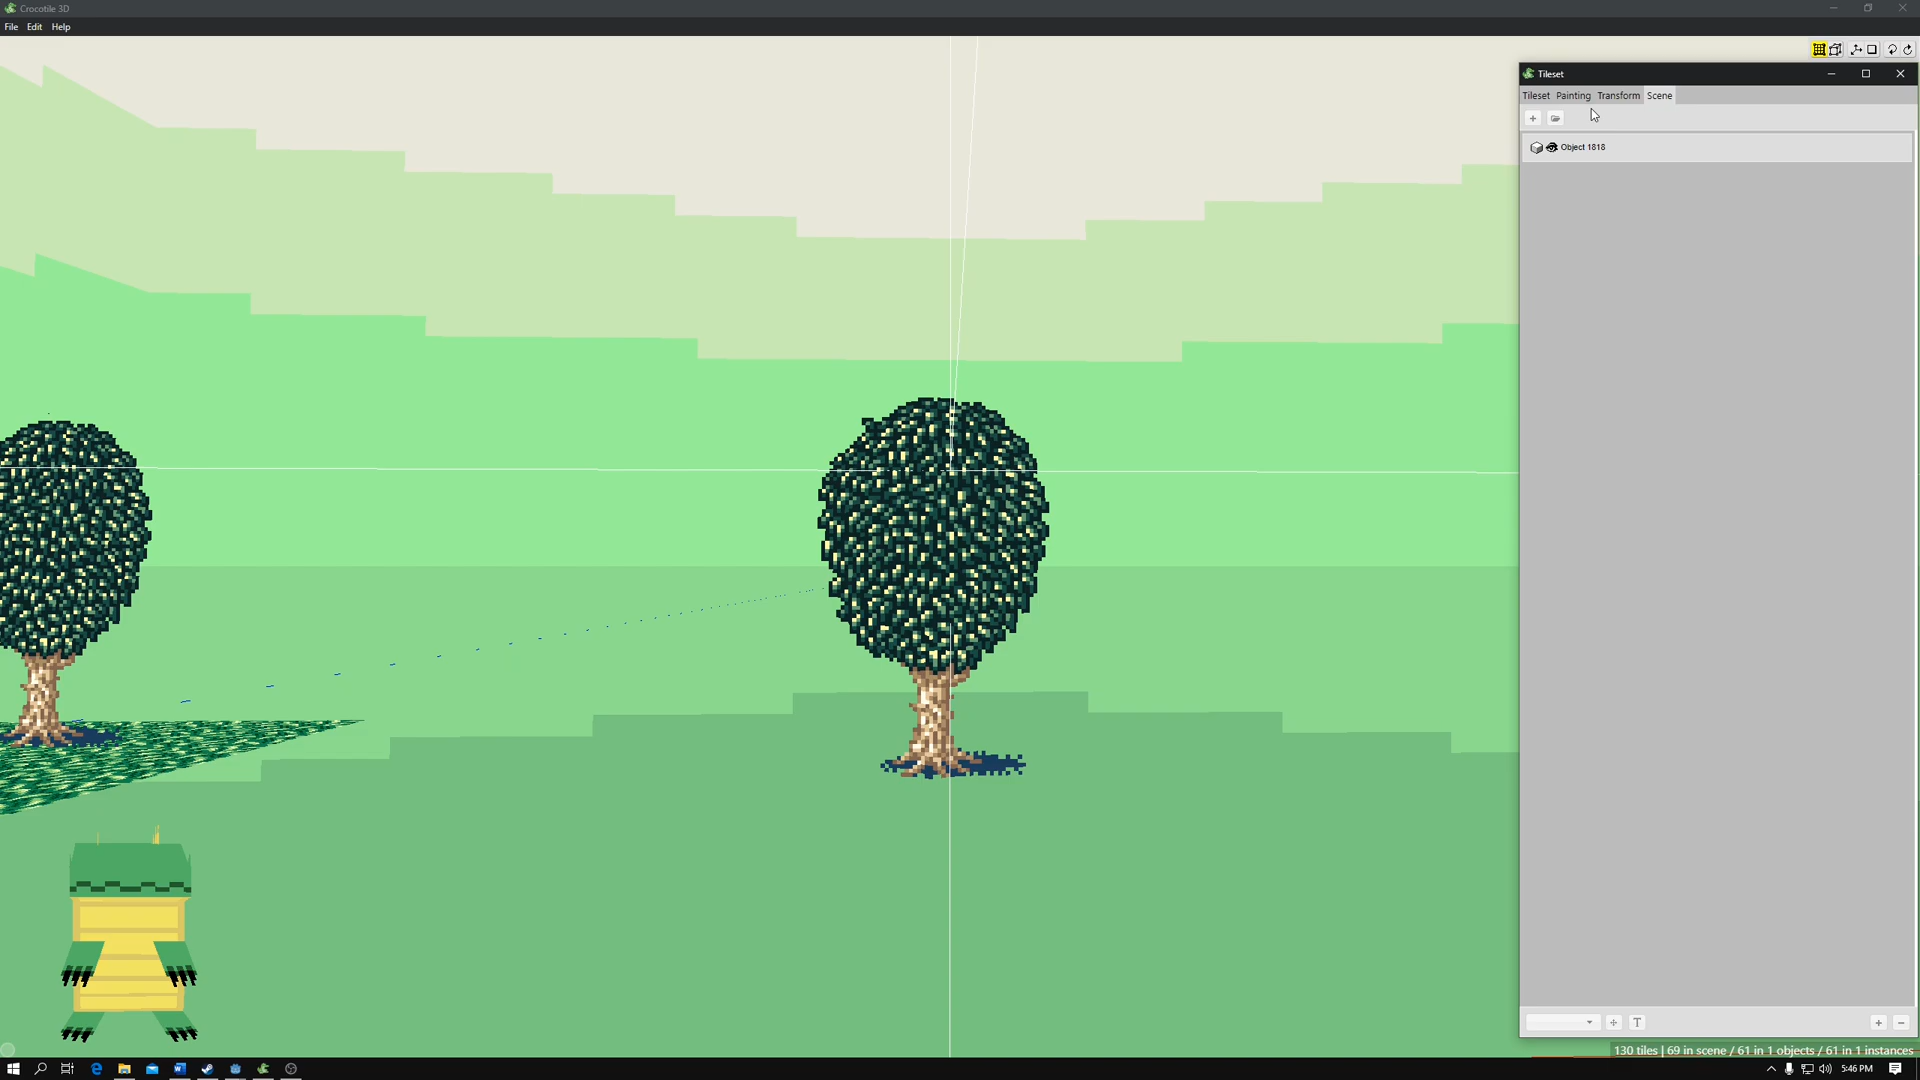 Crocotile 3D
File Edit Help
Tileset
Tileset Painting Transform Scene
Object 1818
T
130 tiles | 69 in scene / 61 in 1 objects / 61 in 1 instances
5:46 PM